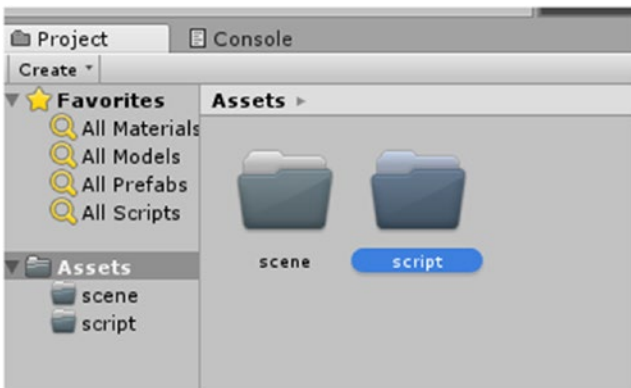 Project
Console
Create
Favorites
All Materials
All Models
All Prefabs
All Scripts
Assets
scene
script
Assets
scene
script